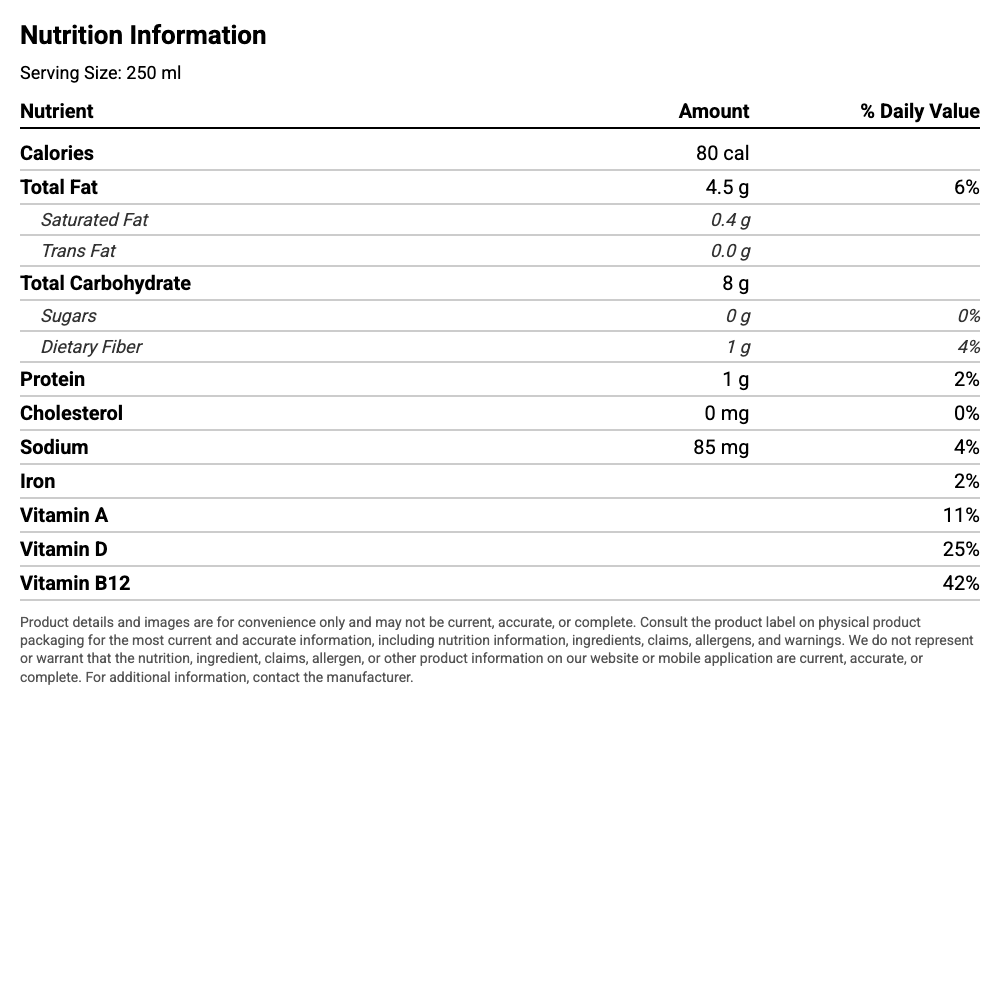 Nutrition Information
Serving Size: 250 ml
Nutrient Amount % Daily Value
Calories 80 cal
Total Fat 4.5 g 6%
Saturated Fat 0.4 g
Trans Fat 0.0 g
Total Carbohydrate 8 g
Sugars 0 g 0%
Dietary Fiber 1 g 4%
Protein 1 g 2%
Cholesterol 0 mg 0%
Sodium 85 mg 4%
Iron 2%
Vitamin A 11%
Vitamin D 25%
Vitamin B12 42%
Product details and images are for convenience only and may not be current, accurate, or complete. Consult the product label on physical product
packaging for the most current and accurate information, including nutrition information, ingredients, claims, allergens, and warnings. We do not represent
or warrant that the nutrition, ingredient, claims, allergen, or other product information on our website or mobile application are current, accurate, or
complete. For additional information, contact the manufacturer.